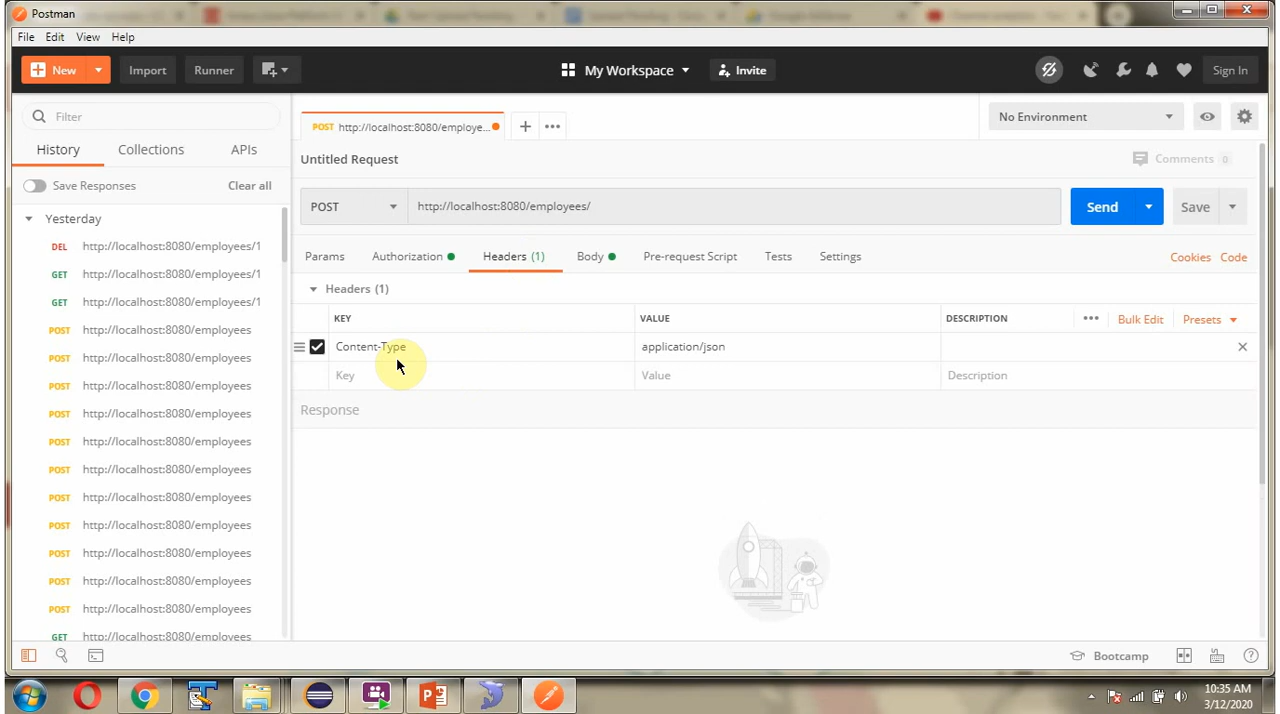 Postman
File Edit View Help
New Import Runner My Workspace Invite Sign In
Filter
History Collections APIs
Save Responses Clear all
Yesterday
DEL http://localhost:8080/employees/1
GET http://localhost:8080/employees/1
GET http://localhost:8080/employees/1
POST http://localhost:8080/employees
POST http://localhost:8080/employees
POST http://localhost:8080/employees
POST http://localhost:8080/employees
POST http://localhost:8080/employees
POST http://localhost:8080/employees
POST http://localhost:8080/employees
POST http://localhost:8080/employees
POST http://localhost:8080/employees
POST http://localhost:8080/employees
POST http://localhost:8080/employees
GET http://localhost:8080/employees
POST http://localhost:8080/employe...
No Environment
Untitled Request
Comments 0
POST http://localhost:8080/employees/ Send Save
Params Authorization Headers (1) Body Pre-request Script Tests Settings Cookies Code
Headers (1)
KEY VALUE DESCRIPTION Bulk Edit Presets
Content-Type application/json
Key Value Description
Response
Bootcamp
10:35 AM
3/12/2020